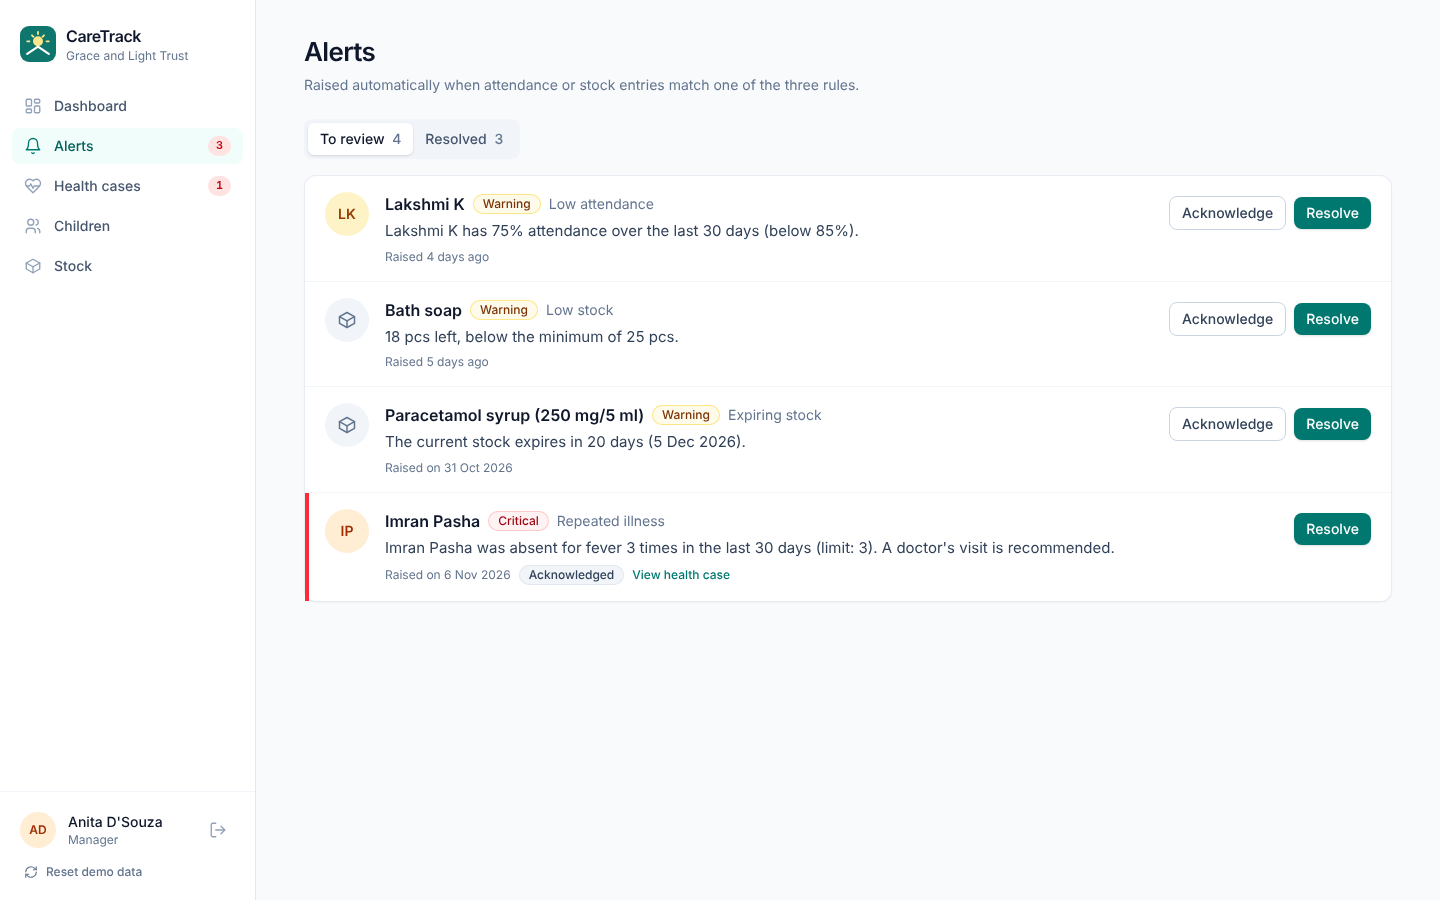 CareTrack
Grace and Light Trust
Dashboard
Alerts 3
Health cases 1
Children
Stock
AD
Anita D'Souza
Manager
Reset demo data
Alerts
Raised automatically when attendance or stock entries match one of the three rules.
To review 4 Resolved 3
LK
Lakshmi K Warning Low attendance
Lakshmi K has 75% attendance over the last 30 days (below 85%).
Raised 4 days ago
Acknowledge Resolve
Bath soap Warning Low stock
18 pcs left, below the minimum of 25 pcs.
Raised 5 days ago
Acknowledge Resolve
Paracetamol syrup (250 mg/5 ml) Warning Expiring stock
The current stock expires in 20 days (5 Dec 2026).
Raised on 31 Oct 2026
Acknowledge Resolve
IP
Imran Pasha Critical Repeated illness
Imran Pasha was absent for fever 3 times in the last 30 days (limit: 3). A doctor's visit is recommended.
Raised on 6 Nov 2026 Acknowledged View health case
Resolve